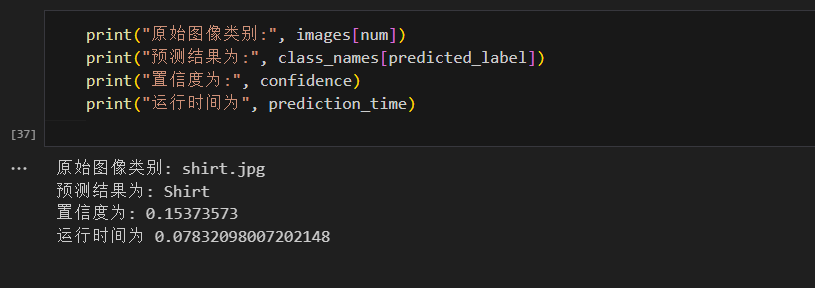 print("原始图像类别:", images[num])
print("预测结果为:", class_names[predicted_label])
print("置信度为:", confidence)
print("运行时间为", prediction_time)
[37]
... 原始图像类别: shirt.jpg
预测结果为: Shirt
置信度为: 0.15373573
运行时间为 0.07832098007202148